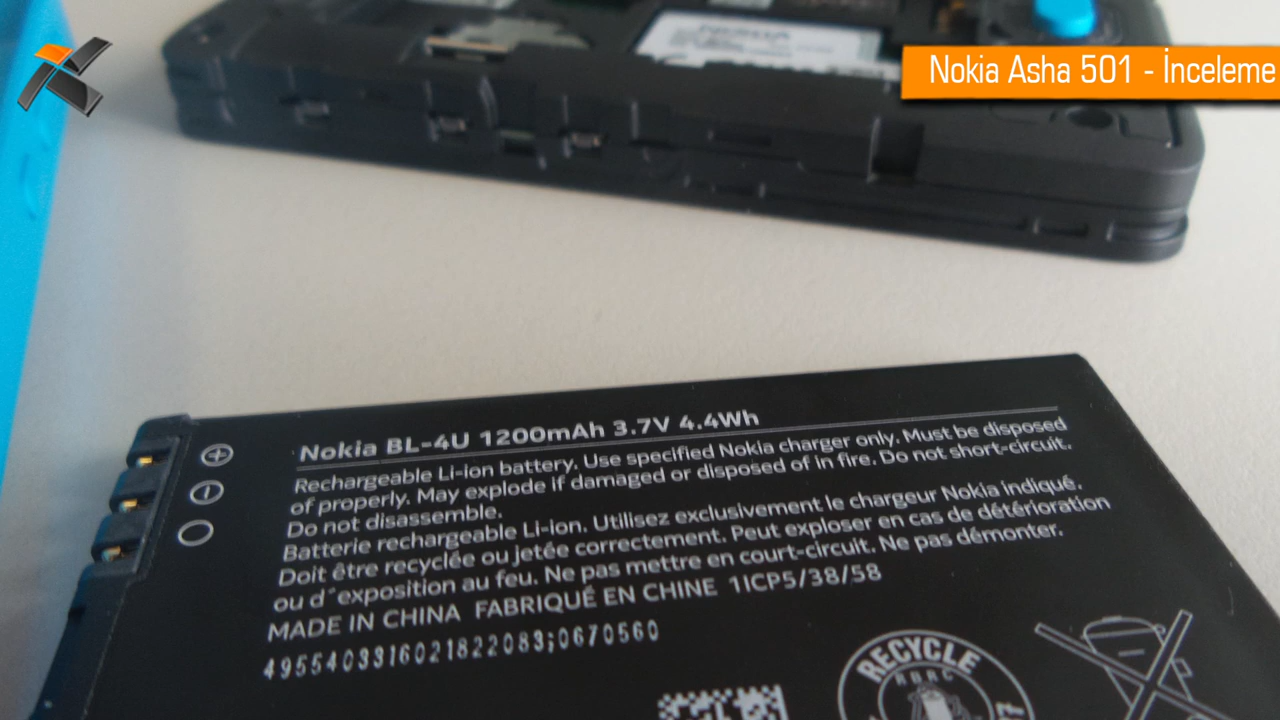 Nokia Asha 501 - İnceleme
NOKIA
Nokia BL-4U 1200mAh 3.7V 4.4Wh
Rechargeable Li-ion battery. Use specified Nokia charger only. Must be disposed
of properly. May explode if damaged or disposed of in fire. Do not short-circuit.
Do not disassemble.
Batterie rechargeable Li-ion. Utilisez exclusivement le chargeur Nokia indiqué.
Doit être recyclée ou jetée correctement. Peut exploser en cas de détérioration
ou d´exposition au feu. Ne pas mettre en court-circuit. Ne pas démonter.
MADE IN CHINA FABRIQUÉ EN CHINE 1ICP5/38/58
4955403316021822083;0670560
RECYCLE
RBRC